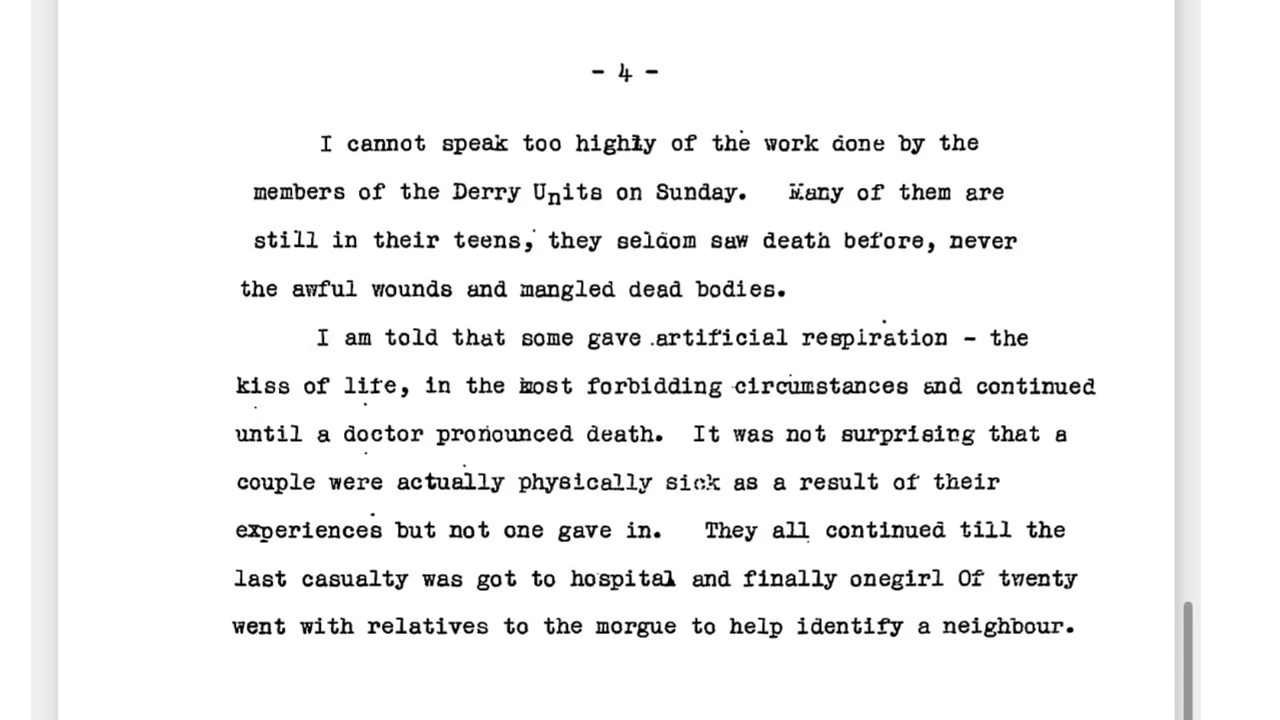 - 4 -
I cannot speak too highly of the work done by the
members of the Derry Units on Sunday. Many of them are
still in their teens, they seldom saw death before, never
the awful wounds and mangled dead bodies.
I am told that some gave artificial respiration - the
kiss of life, in the most forbidding circumstances and continued
until a doctor pronounced death. It was not surprising that a
couple were actually physically sick as a result of their
experiences but not one gave in. They all continued till the
last casualty was got to hospital and finally onegirl Of twenty
went with relatives to the morgue to help identify a neighbour.